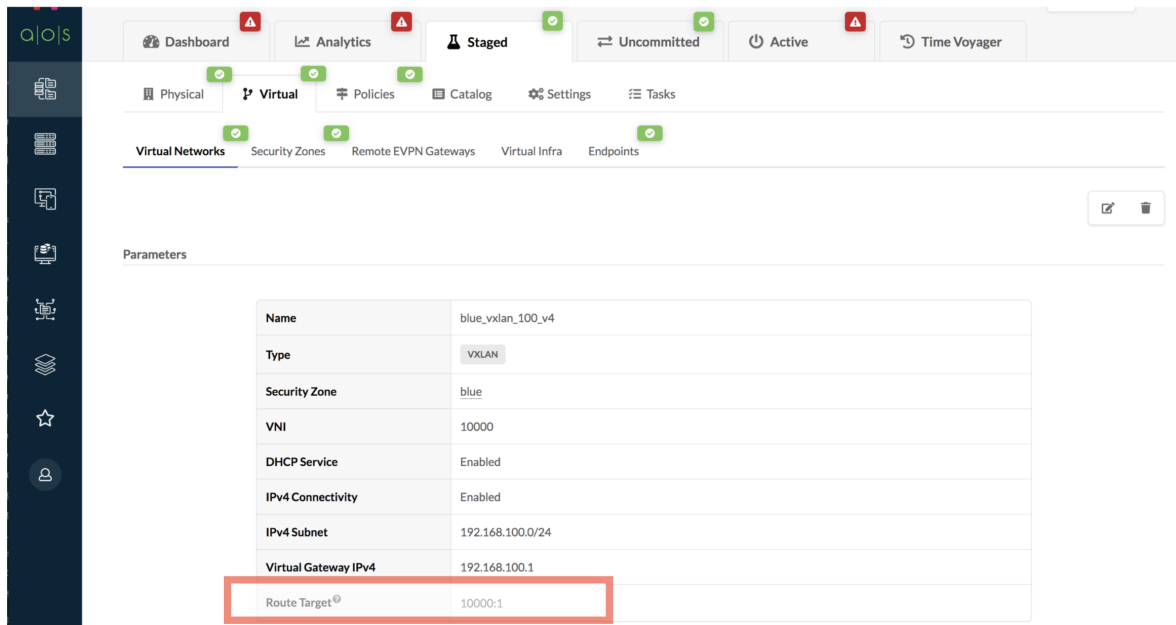 a|o|s
Dashboard
Analytics
Staged
Uncommitted
Active
Time Voyager
Physical
Virtual
Policies
Catalog
Settings
Tasks
Virtual Networks
Security Zones
Remote EVPN Gateways
Virtual Infra
Endpoints
Parameters
Name blue_vxlan_100_v4
Type VXLAN
Security Zone blue
VNI 10000
DHCP Service Enabled
IPv4 Connectivity Enabled
IPv4 Subnet 192.168.100.0/24
Virtual Gateway IPv4 192.168.100.1
Route Target 10000:1